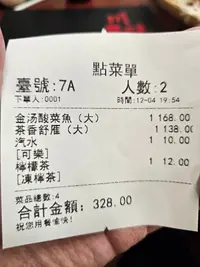 點菜單
臺號:7A 人數:2
下單人:0001 時間:12-04 19:54
金汤酸菜魚（大） 1 168.00
茶香舒雁（大） 1 138.00
汽水 1 10.00
[可樂]
檸檬茶 1 12.00
[凍檸茶]
菜品總數:4
合計金額: 328.00
祝您用餐愉快!